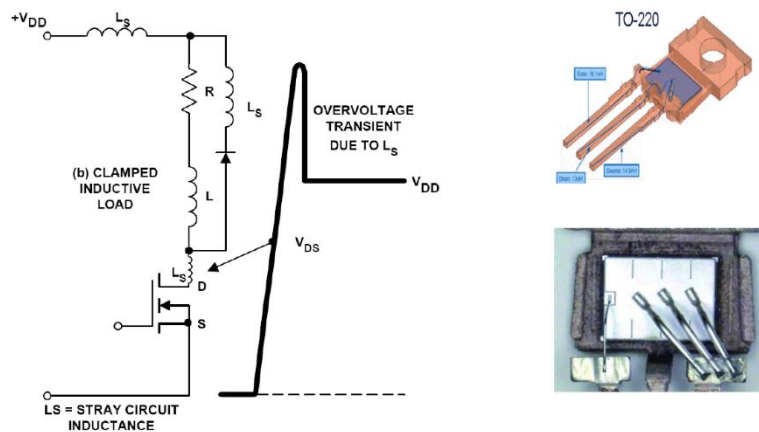 +VDD
LS
R
LS
(b) CLAMPED
INDUCTIVE
LOAD
L
LS
D
S
LS = STRAY CIRCUIT
INDUCTANCE
OVERVOLTAGE
TRANSIENT
DUE TO LS
VDD
VDS
TO-220